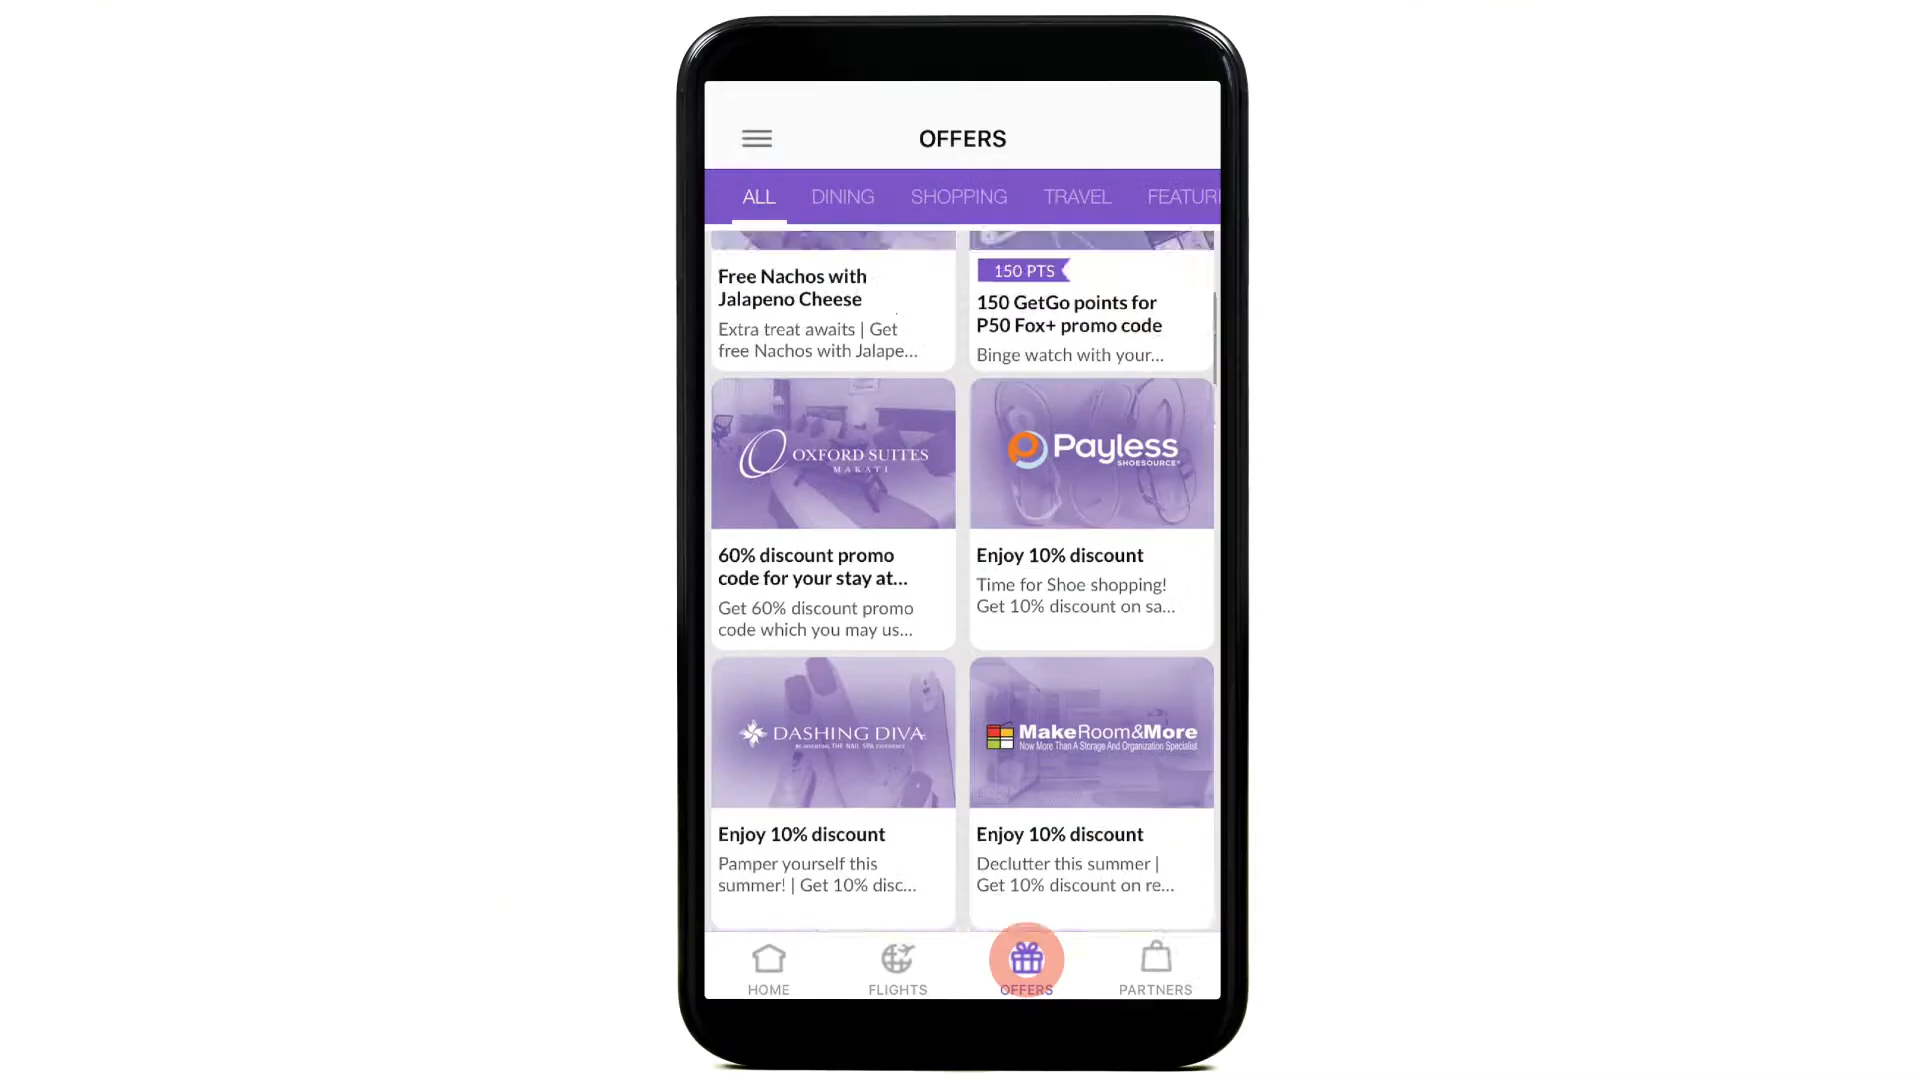 OFFERS
ALL DINING SHOPPING TRAVEL FEATUR
Free Nachos with
Jalapeno Cheese
Extra treat awaits | Get
free Nachos with Jalape...
150 PTS
150 GetGo points for
P50 Fox+ promo code
Binge watch with your...
OXFORD SUITES
MAKATI
60% discount promo
code for your stay at...
Get 60% discount promo
code which you may us...
Payless
SHOESOURCE
Enjoy 10% discount
Time for Shoe shopping!
Get 10% discount on sa...
DASHING DIVA
THE NAIL SPA EXPERIENCE
Enjoy 10% discount
Pamper yourself this
summer! | Get 10% disc...
MakeRoom&More
Now More Than A Storage And Organization Specialist
Enjoy 10% discount
Declutter this summer |
Get 10% discount on re...
HOME FLIGHTS OFFERS PARTNERS